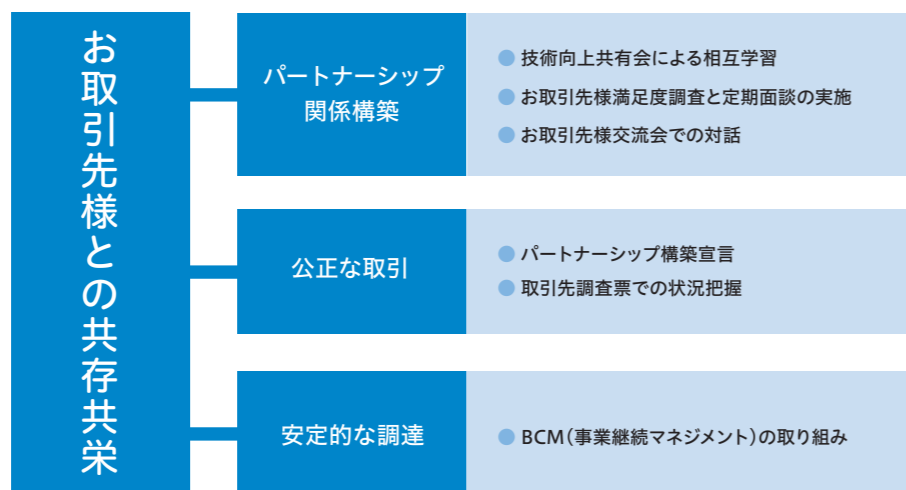 お取引先様との共存共栄
パートナーシップ
関係構築
● 技術向上共有会による相互学習
● お取引先様満足度調査と定期面談の実施
● お取引先様交流会での対話
公正な取引
● パートナーシップ構築宣言
● 取引先調査票での状況把握
安定的な調達
● BCM（事業継続マネジメント）の取り組み